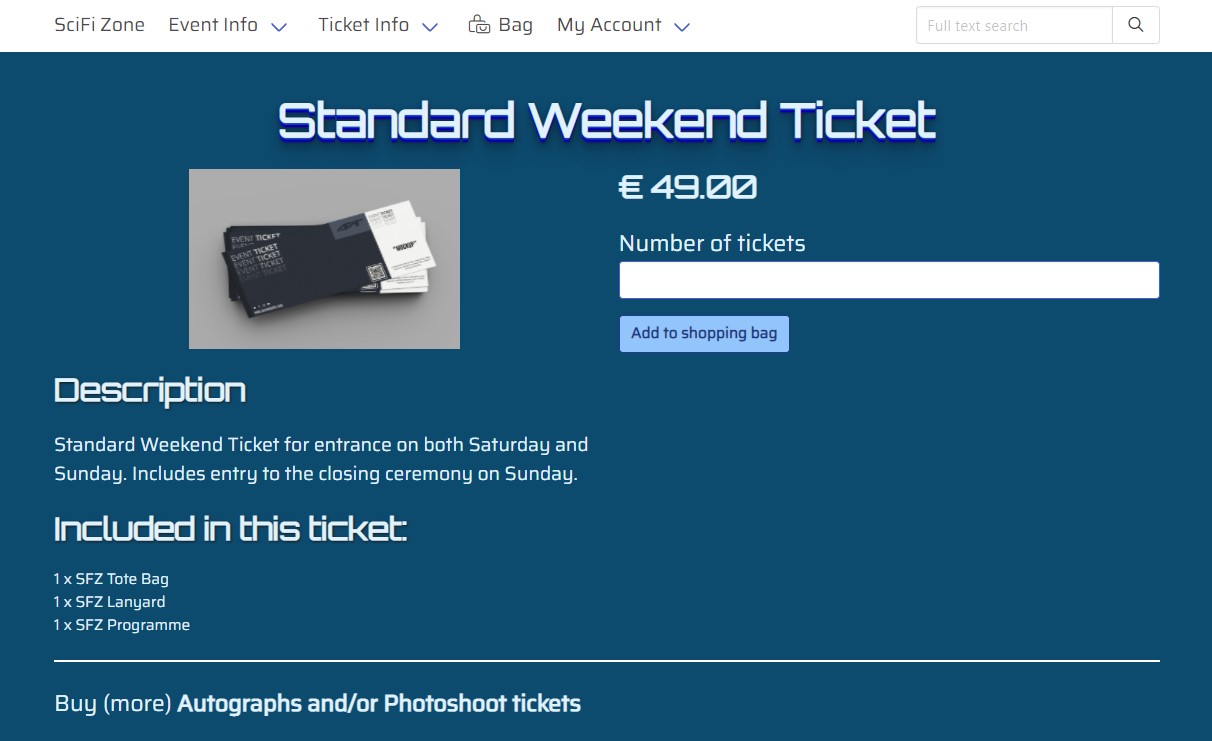 SciFi Zone Event Info Ticket Info Bag My Account Full text search
Standard Weekend Ticket
EVENT TICKET
EVENT TICKET
EVENT TICKET
EVENT TICKET
"MOCKUP"
€ 49.00
Number of tickets
Add to shopping bag
Description
Standard Weekend Ticket for entrance on both Saturday and
Sunday. Includes entry to the closing ceremony on Sunday.
Included in this ticket:
1 x SFZ Tote Bag
1 x SFZ Lanyard
1 x SFZ Programme
Buy (more) Autographs and/or Photoshoot tickets